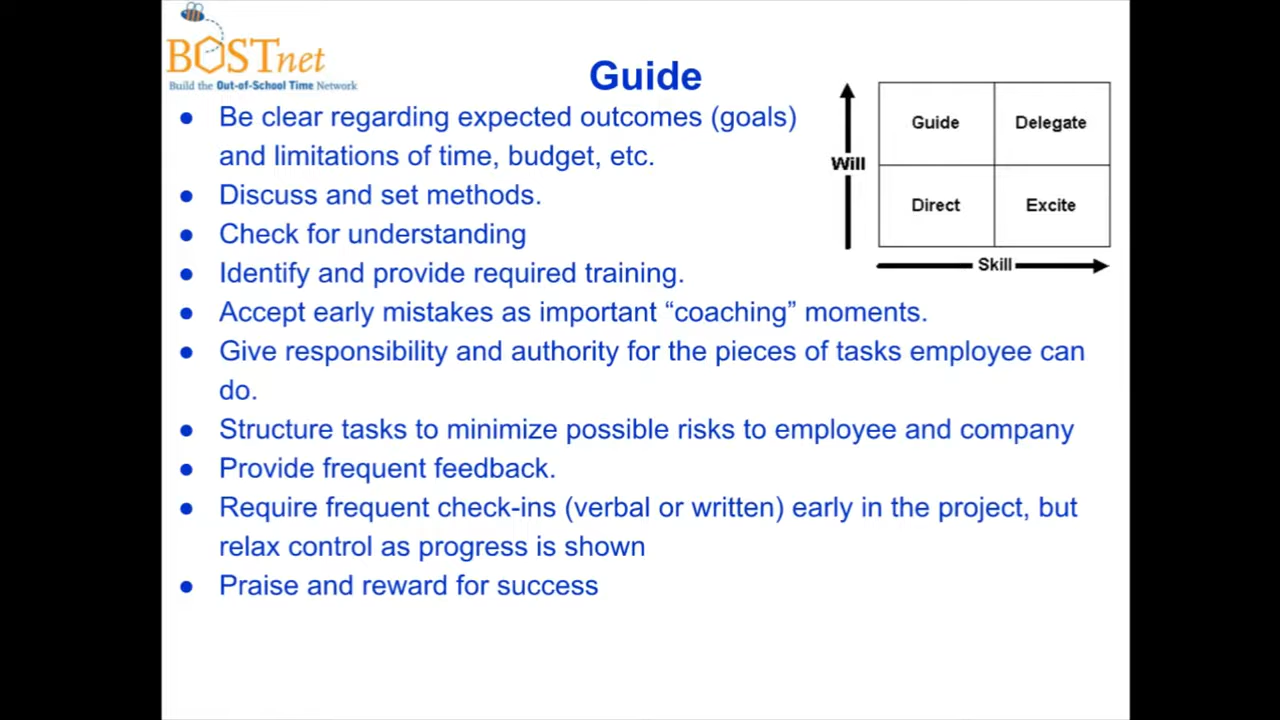 BOSTnet
Build the Out-of-School Time Network
Guide
● Be clear regarding expected outcomes (goals)
and limitations of time, budget, etc.
● Discuss and set methods.
● Check for understanding
● Identify and provide required training.
● Accept early mistakes as important “coaching” moments.
● Give responsibility and authority for the pieces of tasks employee can
do.
● Structure tasks to minimize possible risks to employee and company
● Provide frequent feedback.
● Require frequent check-ins (verbal or written) early in the project, but
relax control as progress is shown
● Praise and reward for success
Guide Delegate
Will
Direct Excite
Skill